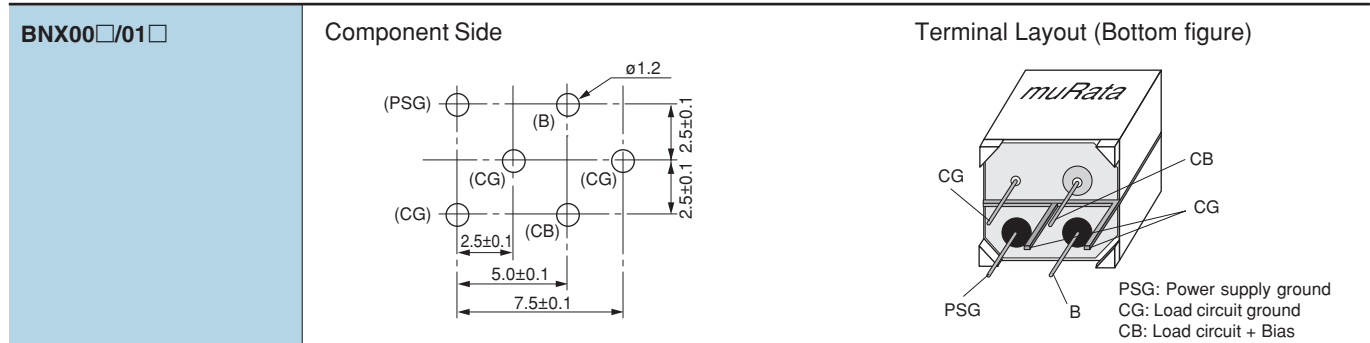 BNX00□/01□
Component Side
Terminal Layout (Bottom figure)
ø1.2
(PSG)
(B)
2.5±0.1
(CG)
(CG)
2.5±0.1
(CG)
(CB)
2.5±0.1
5.0±0.1
7.5±0.1
muRata
CB
CG
CG
PSG
B
PSG: Power supply ground
CG: Load circuit ground
CB: Load circuit + Bias